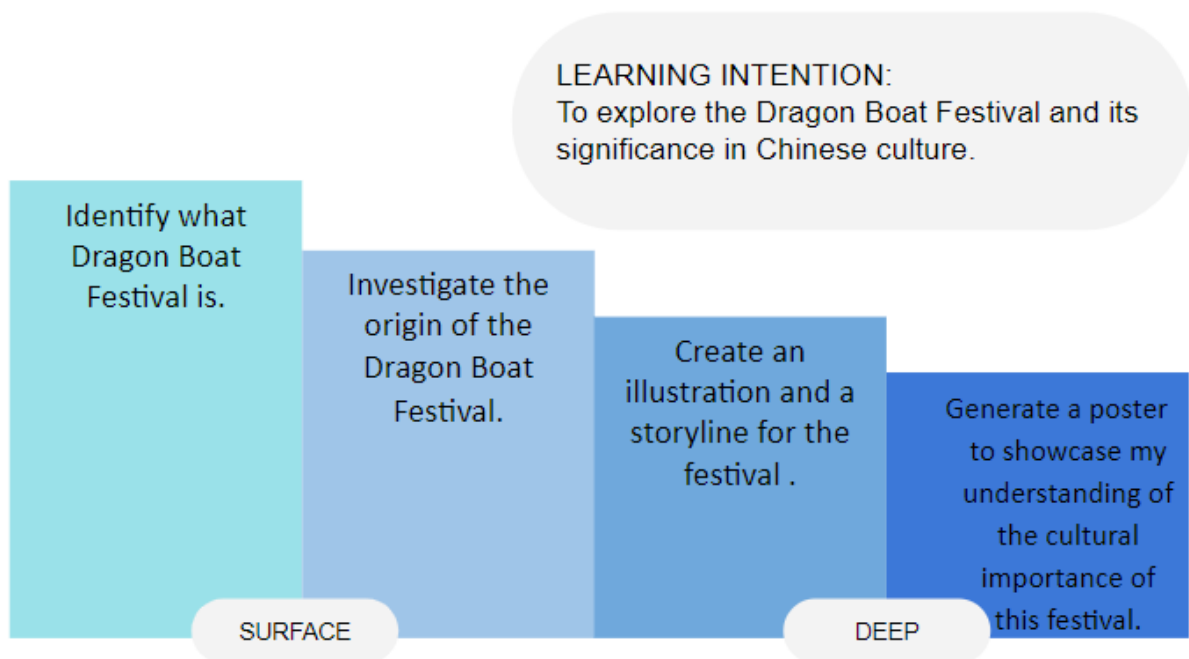 LEARNING INTENTION:
To explore the Dragon Boat Festival and its
significance in Chinese culture.
Identify what
Dragon Boat
Festival is.
Investigate the
origin of the
Dragon Boat
Festival.
Create an
illustration and a
storyline for the
festival .
Generate a poster
to showcase my
understanding of
the cultural
importance of
this festival.
SURFACE
DEEP